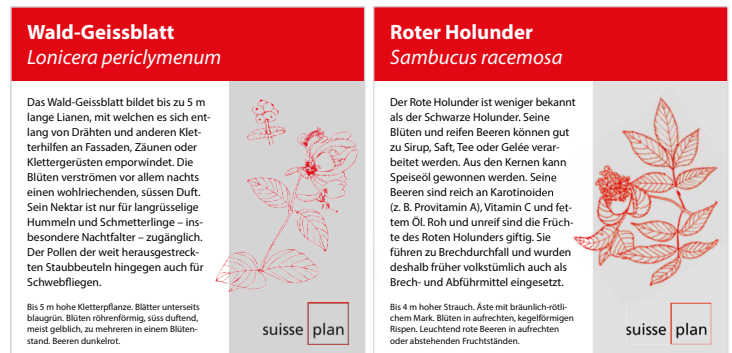 Wald-Geissblatt
Lonicera periclymenum
Das Wald-Geissblatt bildet bis zu 5 m
lange Lianen, mit welchen es sich ent-
lang von Drähten und anderen Klet-
terhilfen an Fassaden, Zäunen oder
Klettergerüsten emporwindet. Die
Blüten verströmen vor allem nachts
einen wohlriechenden, süssen Duft.
Sein Nektar ist nur für langrüsslige
Hummeln und Schmetterlinge – ins-
besondere Nachtfalter – zugänglich.
Der Pollen der weit herausgestreck-
ten Staubbeuteln hingegen auch für
Schwebfliegen.
Bis 5 m hohe Kletterpflanze. Blätter unterseits
blaugrün. Blüten röhrenförmig, süss duftend,
meist gelblich, zu mehreren in einem Blüten-
stand. Beeren dunkelrot.
suisse plan
Roter Holunder
Sambucus racemosa
Der Rote Holunder ist weniger bekannt
als der Schwarze Holunder. Seine
Blüten und reifen Beeren können gut
zu Sirup, Saft, Tee oder Gelée verar-
beitet werden. Aus den Kernen kann
Speiseöl gewonnen werden. Seine
Beeren sind reich an Karotinoiden
(z. B. Provitamin A), Vitamin C und fet-
tem Öl. Roh und unreif sind die Früch-
te des Roten Holunders giftig. Sie
führen zu Brechdurchfall und wurden
deshalb früher volkstümlich auch als
Brech- und Abführmittel eingesetzt.
Bis 4 m hoher Strauch. Äste mit bräunlich-rötli-
chem Mark. Blüten in aufrechten, kegelförmigen
Rispen. Leuchtend rote Beeren in aufrechten
oder abstehenden Fruchtständen.
suisse plan